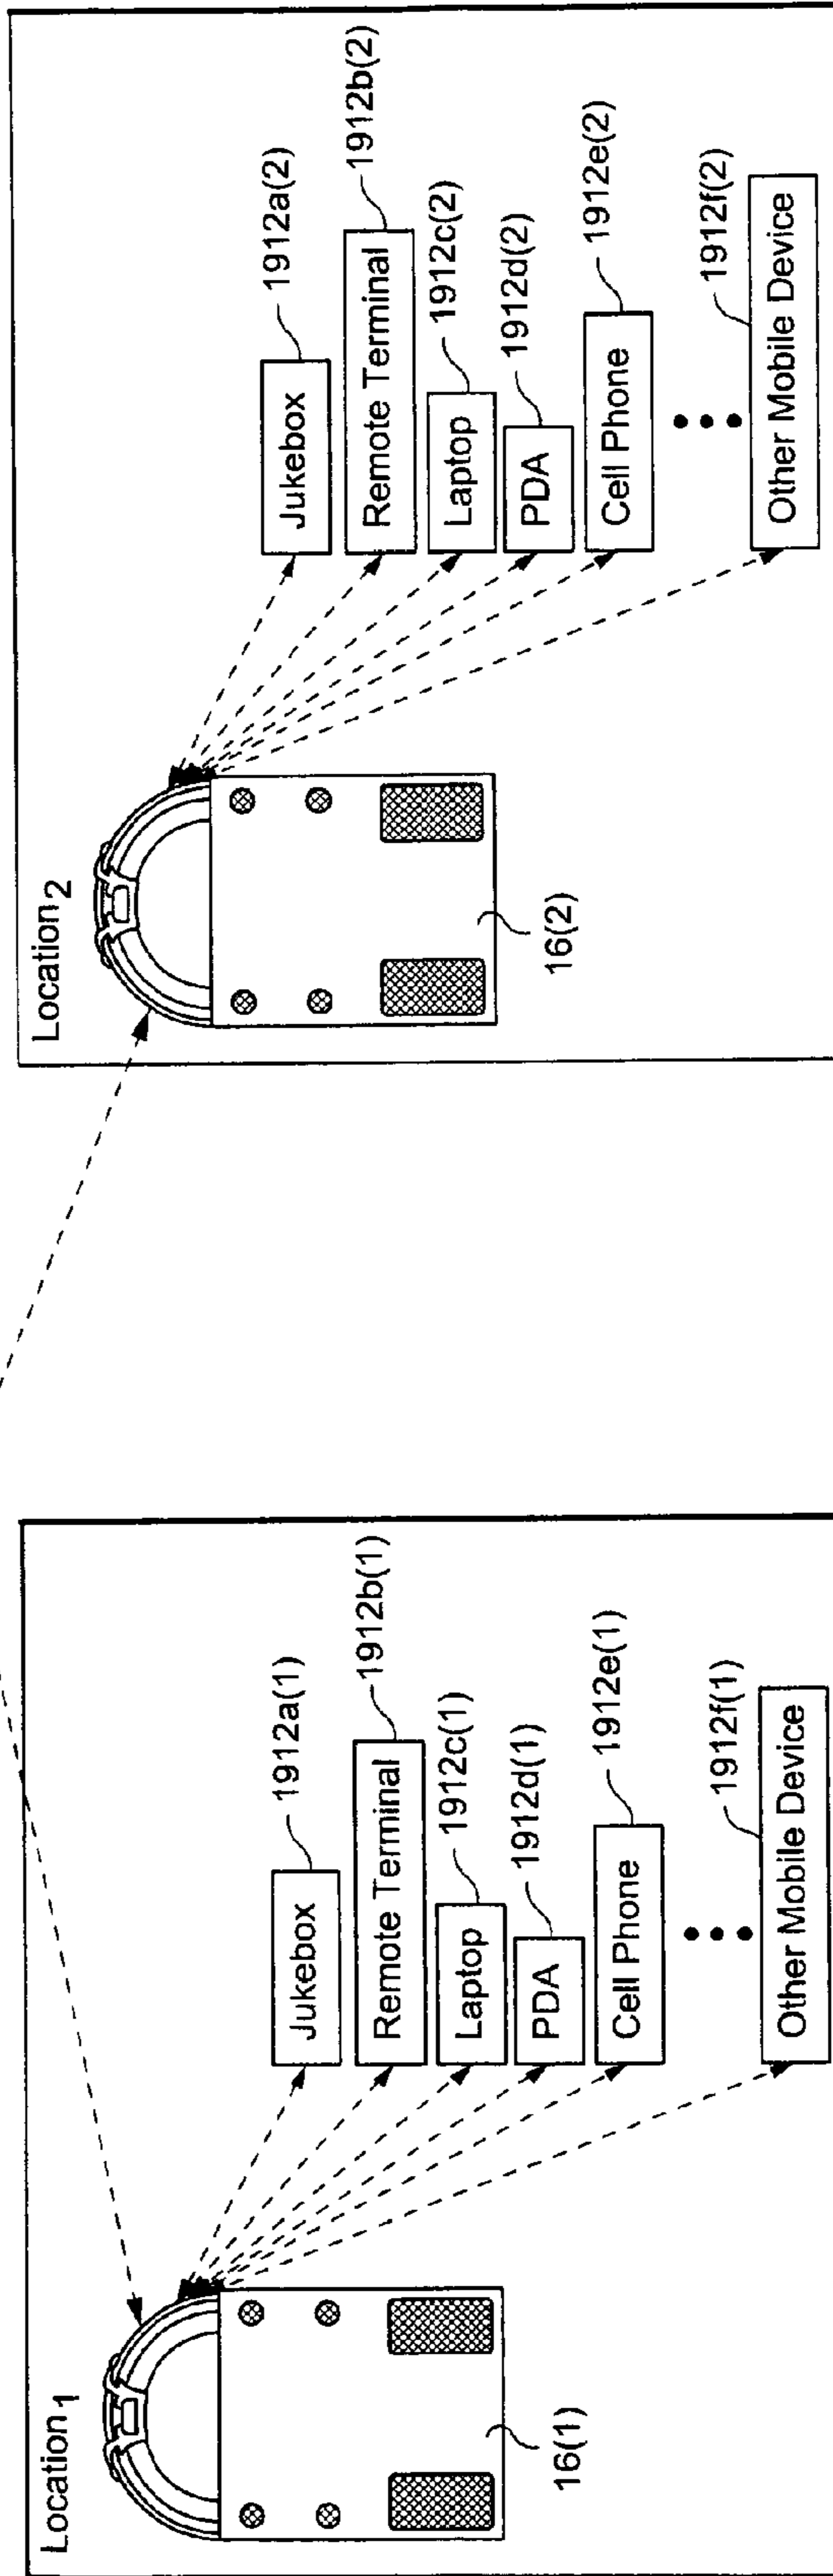 Location1
Jukebox
1912a(1)
Remote Terminal
1912b(1)
Laptop
1912c(1)
PDA
1912d(1)
Cell Phone
1912e(1)
Other Mobile Device
1912f(1)
16(1)
Location2
Jukebox
1912a(2)
Remote Terminal
1912b(2)
Laptop
1912c(2)
PDA
1912d(2)
Cell Phone
1912e(2)
Other Mobile Device
1912f(2)
16(2)